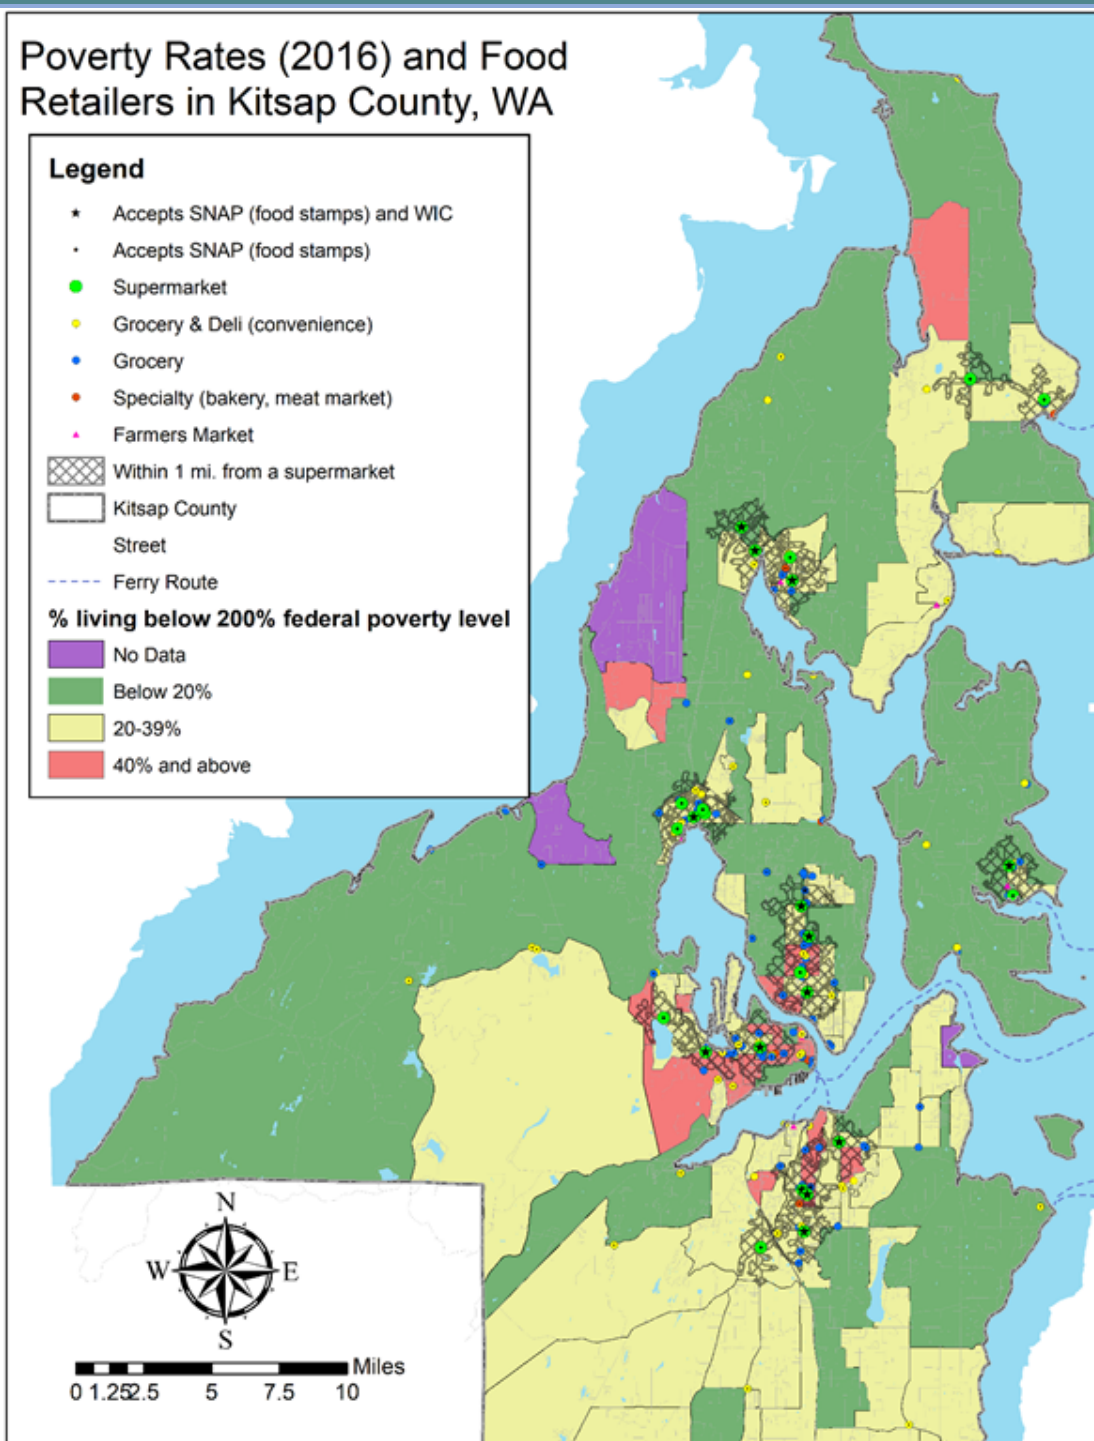 Poverty Rates (2016) and Food
Retailers in Kitsap County, WA
Legend
Accepts SNAP (food stamps) and WIC
Accepts SNAP (food stamps)
Supermarket
Grocery & Deli (convenience)
Grocery
Specialty (bakery, meat market)
Farmers Market
Within 1 mi. from a supermarket
Kitsap County
Street
Ferry Route
% living below 200% federal poverty level
No Data
Below 20%
20-39%
40% and above
N
W E
S
Miles
0 1.25 2.5 5 7.5 10